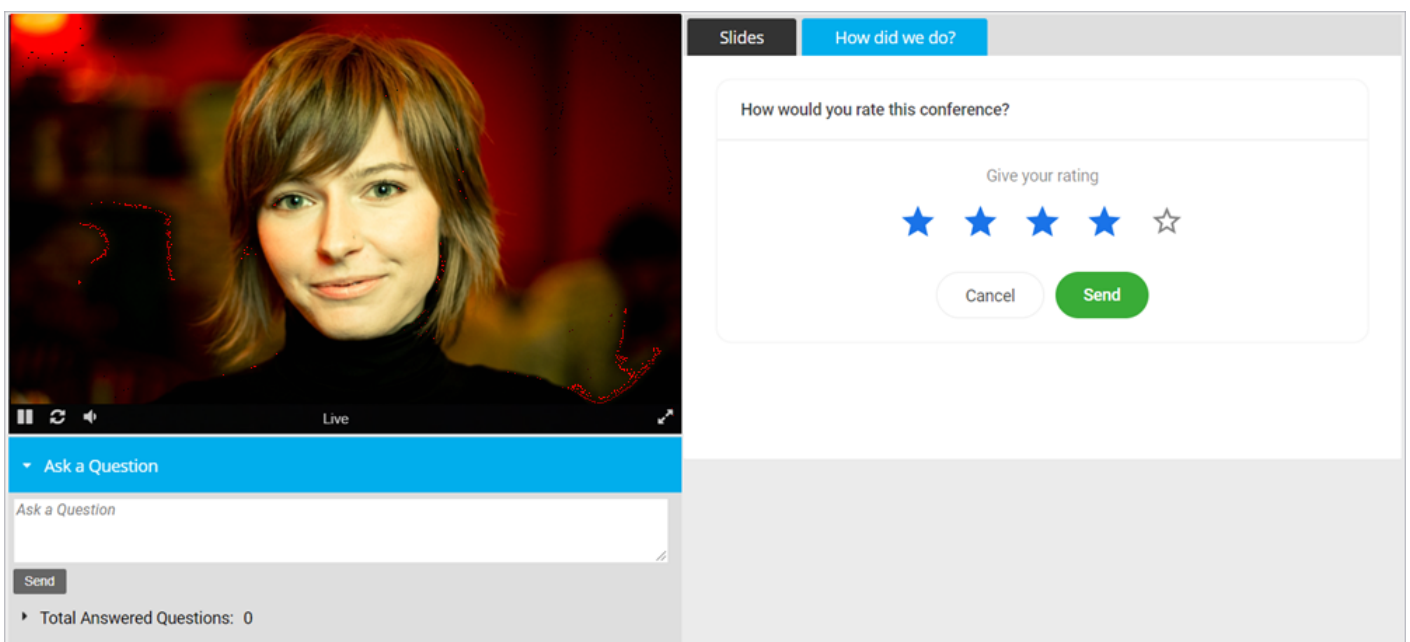 Slides
How did we do?
How would you rate this conference?
Give your rating
Cancel
Send
Live
Ask a Question
Ask a Question
Send
Total Answered Questions: 0